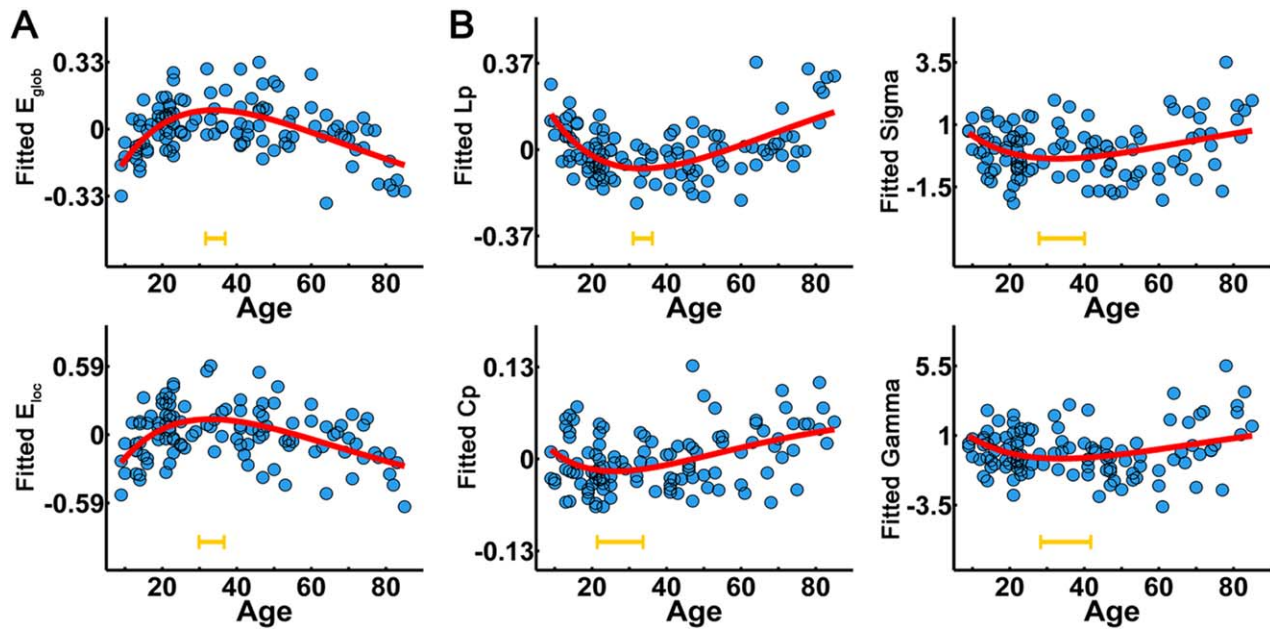 A
Fitted E_glob
0.33
0
-0.33
20 40 60 80
Age
B
Fitted Lp
0.37
0
-0.37
20 40 60 80
Age
Fitted Sigma
3.5
1
-1.5
20 40 60 80
Age
Fitted E_loc
0.59
0
-0.59
20 40 60 80
Age
Fitted Cp
0.13
0
-0.13
20 40 60 80
Age
Fitted Gamma
5.5
1
-3.5
20 40 60 80
Age